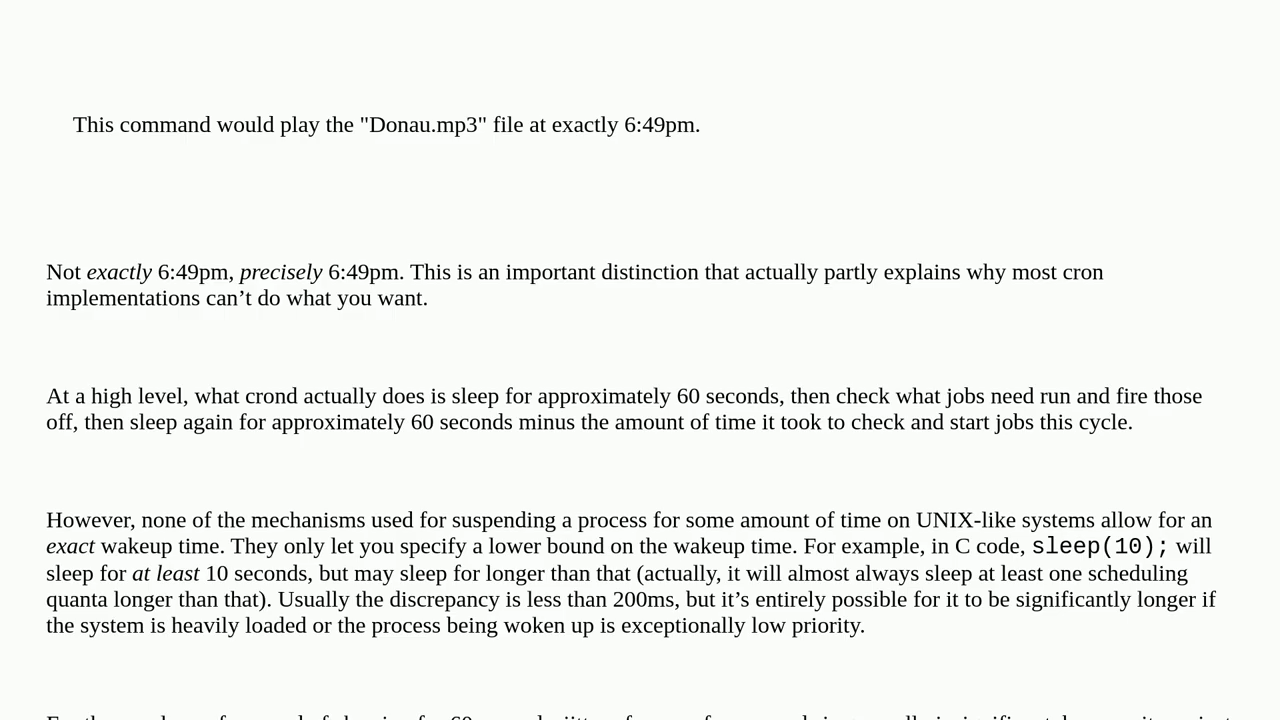 This command would play the "Donau.mp3" file at exactly 6:49pm.
Not exactly 6:49pm, precisely 6:49pm. This is an important distinction that actually partly explains why most cron
implementations can’t do what you want.
At a high level, what crond actually does is sleep for approximately 60 seconds, then check what jobs need run and fire those
off, then sleep again for approximately 60 seconds minus the amount of time it took to check and start jobs this cycle.
However, none of the mechanisms used for suspending a process for some amount of time on UNIX-like systems allow for an
exact wakeup time. They only let you specify a lower bound on the wakeup time. For example, in C code, sleep(10); will
sleep for at least 10 seconds, but may sleep for longer than that (actually, it will almost always sleep at least one scheduling
quanta longer than that). Usually the discrepancy is less than 200ms, but it’s entirely possible for it to be significantly longer if
the system is heavily loaded or the process being woken up is exceptionally low priority.